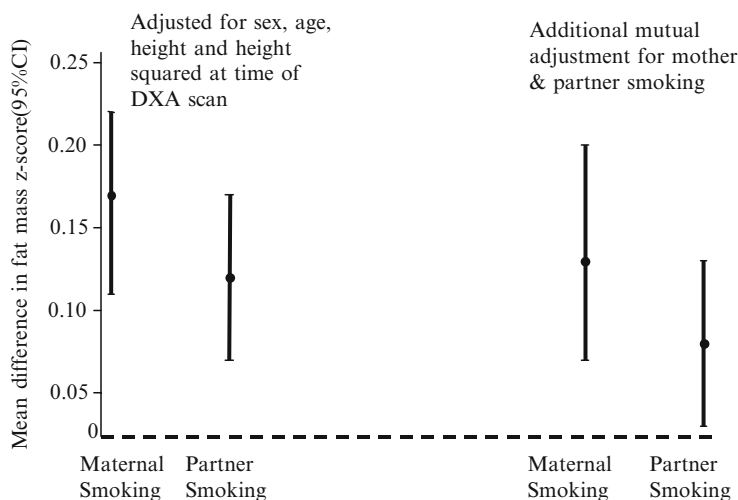 Adjusted for sex, age,
height and height
squared at time of
DXA scan
Additional mutual
adjustment for mother
& partner smoking
Mean difference in fat mass z-score(95%CI)
0.25
0.20
0.15
0.10
0.05
0
Maternal
Smoking
Partner
Smoking
Maternal
Smoking
Partner
Smoking